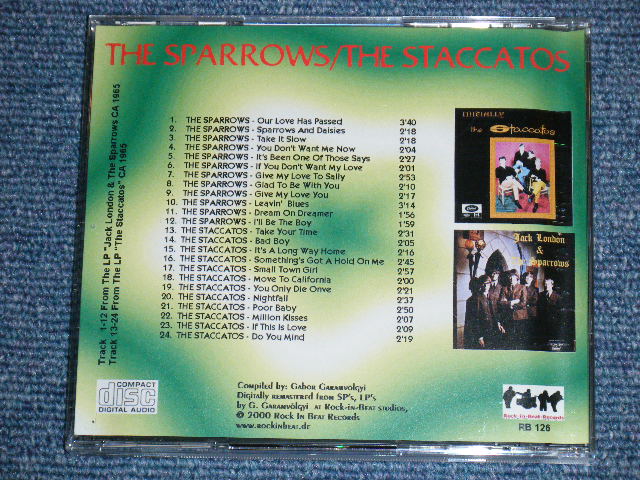 THE SPARROWS/THE STACCATOS
1. THE SPARROWS - Our Love Has Passed 3'40
2. THE SPARROWS - Sparrows And Daisies 2'18
3. THE SPARROWS - Take It Slow 2'18
4. THE SPARROWS - You Don't Want Me Now 2'04
5. THE SPARROWS - It's Been One Of Those Says 2'27
6. THE SPARROWS - If You Don't Want My Love 2'01
7. THE SPARROWS - Give My Love To Sally 2'53
8. THE SPARROWS - Glad To Be With You 2'10
9. THE SPARROWS - Give My Love You 2'17
10. THE SPARROWS - Leavin' Blues 3'14
11. THE SPARROWS - Dream On Dreamer 1'56
12. THE SPARROWS - I'll Be The Boy 1'59
13. THE STACCATOS - Take Your Time 2'31
14. THE STACCATOS - Bad Boy 2'05
15. THE STACCATOS - It's A Long Way Home 2'16
16. THE STACCATOS - Something's Got A Hold On Me 2'45
17. THE STACCATOS - Small Town Girl 2'57
18. THE STACCATOS - Move To California 2'00
19. THE STACCATOS - You Only Die Onve 2'21
20. THE STACCATOS - Nightfall 2'37
21. THE STACCATOS - Poor Baby 2'50
22. THE STACCATOS - Million Kisses 2'07
23. THE STACCATOS - If This Is Love 2'09
24. THE STACCATOS - Do You Mind 2'19
Track 1-12 From The LP "Jack London & The Sparrows CA 1965
Track 13-24 From The LP "The Staccatos" CA 1965
INITIALLY
the Staccatos
Jack London
&
The Sparrows
COMPACT
disc
DIGITAL AUDIO
Compiled by: Gabor Garamvolgyi
Digitally remastered from SP's, LP's
by G. Garamvölgyi at Rock-in-Beat studios,
© 2000 Rock In Beat Records
www.rockinbeat.de
Rock-In-Beat-Records
RB 126